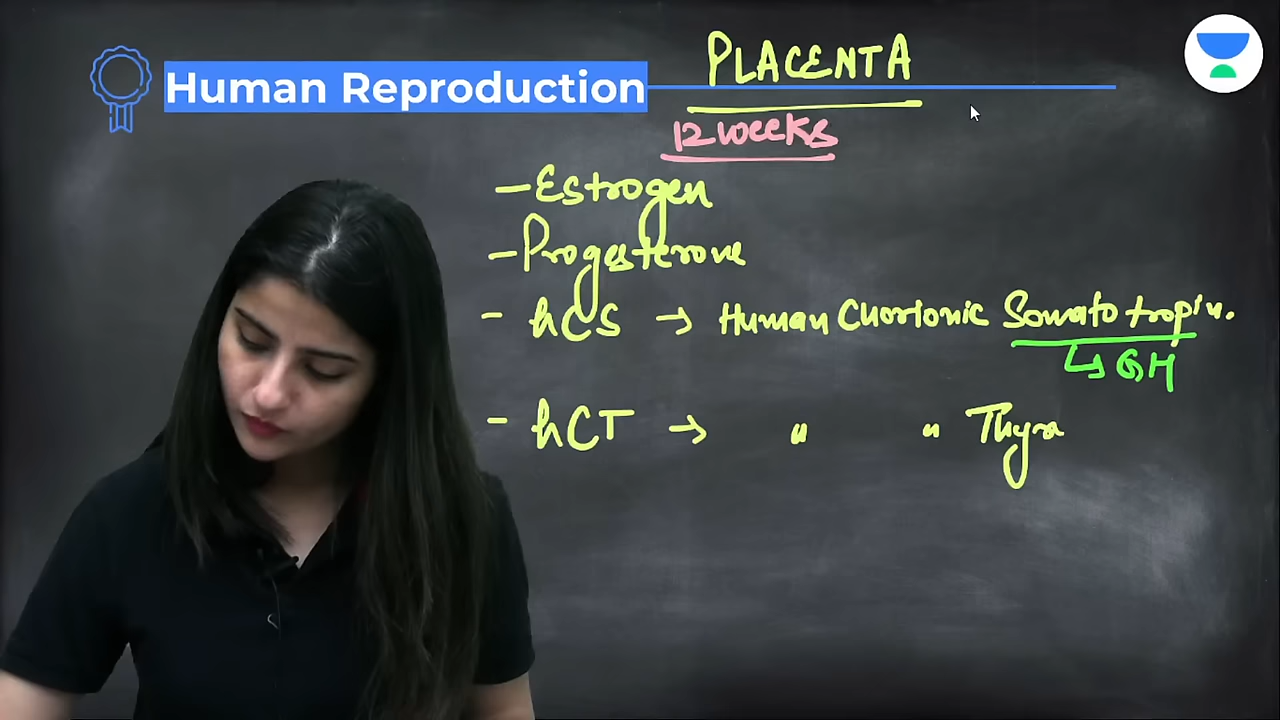 Human Reproduction
PLACENTA
12 weeks
– Estrogen
– Progesterone
- hCS → Human Chorionic Somatotropin.
↳ GH
- hCT → " " Thyro